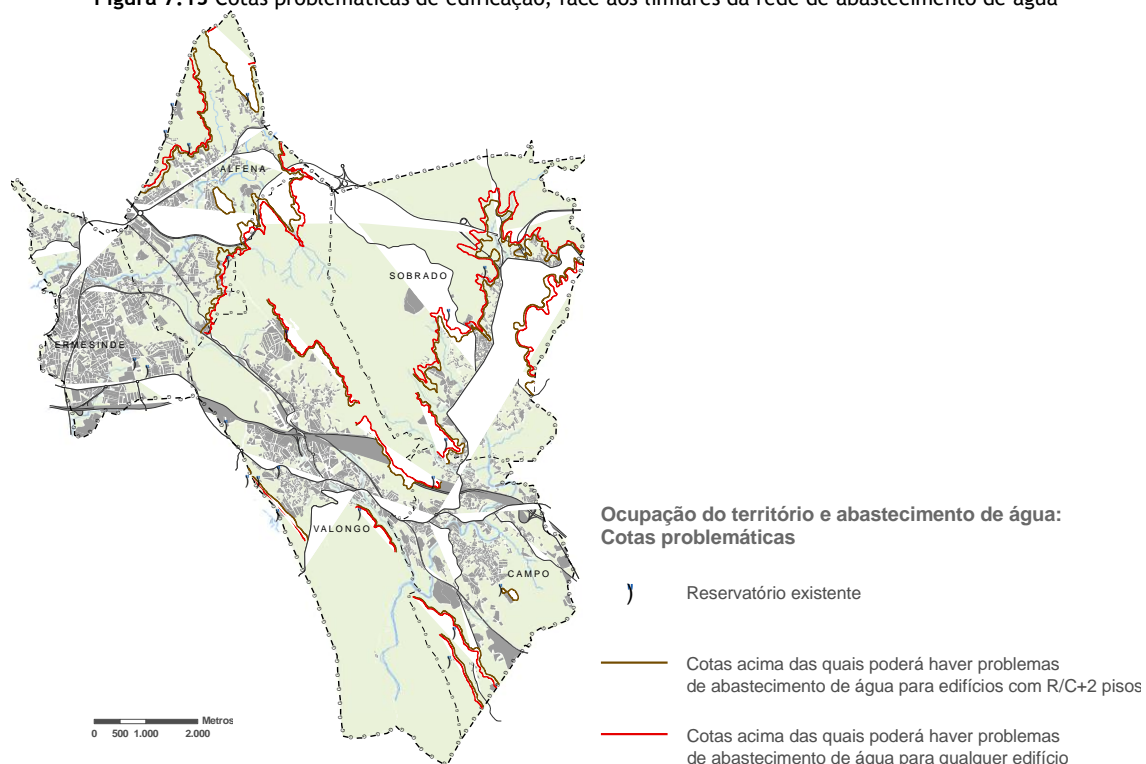 Figura 7.15 Cotas problemáticas de edificação, face aos limiares da rede de abastecimento de água
ALFENA
SOBRADO
ERMESINDE
VALONGO
CAMPO
Ocupação do território e abastecimento de água:
Cotas problemáticas
Reservatório existente
Cotas acima das quais poderá haver problemas
de abastecimento de água para edifícios com R/C+2 pisos
Cotas acima das quais poderá haver problemas
de abastecimento de água para qualquer edifício
Metros
0 500 1.000 2.000